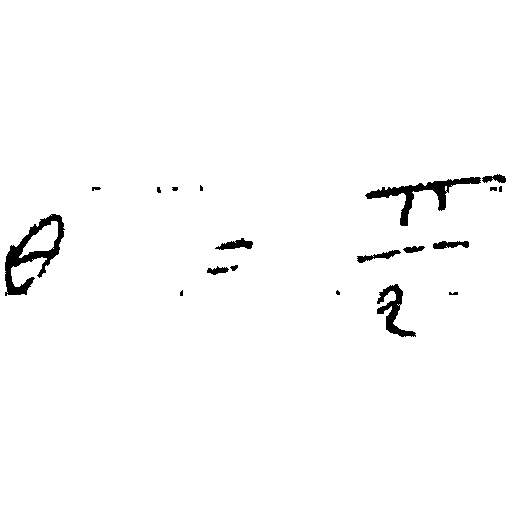 θ = π/2